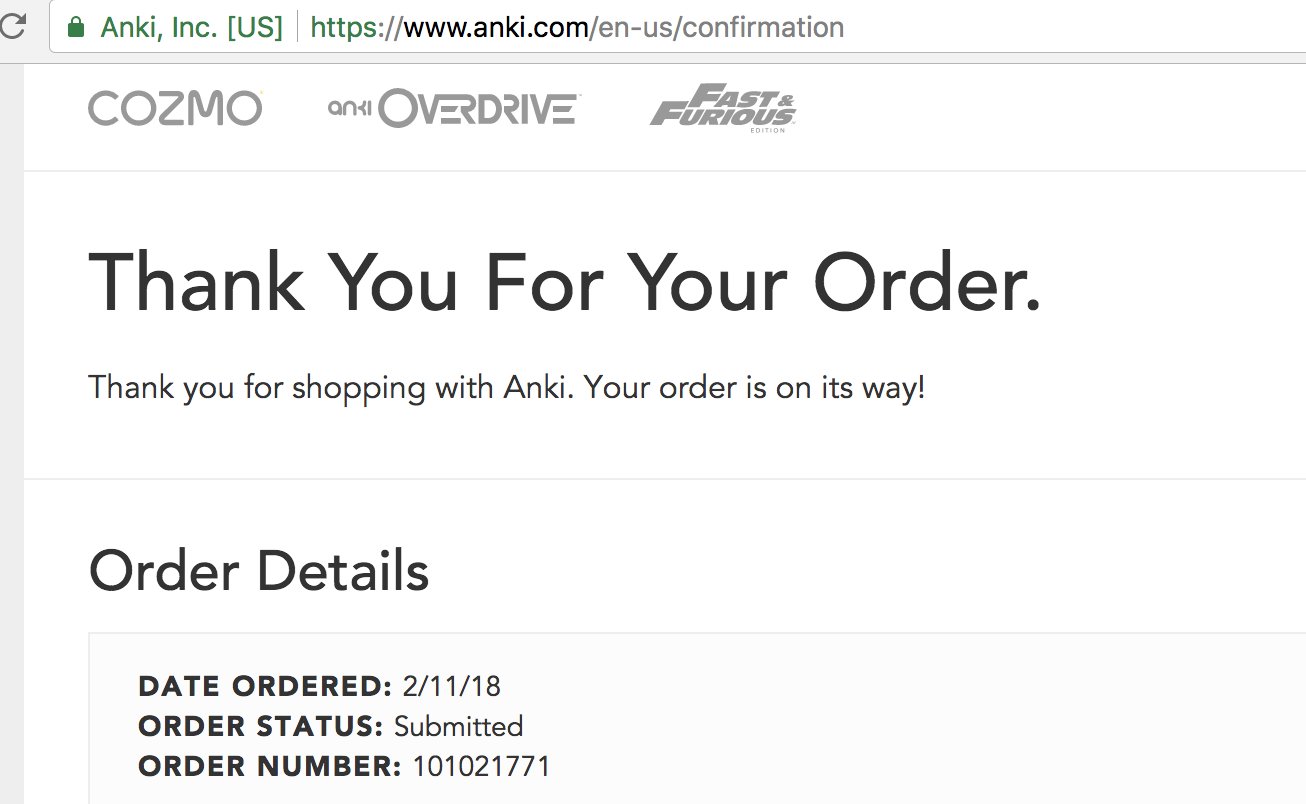 Anki, Inc. [US] https://www.anki.com/en-us/confirmation
COZMO anki OVERDRIVE FAST & FURIOUS EDITION
Thank You For Your Order.
Thank you for shopping with Anki. Your order is on its way!
Order Details
DATE ORDERED: 2/11/18
ORDER STATUS: Submitted
ORDER NUMBER: 101021771